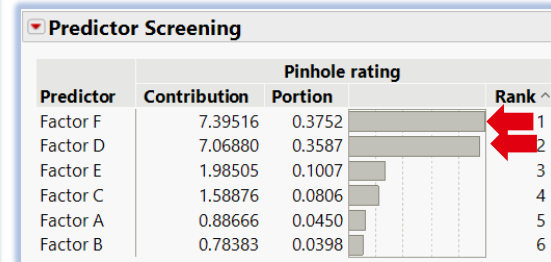 Predictor Screening
Pinhole rating
Predictor Contribution Portion Rank ^
Factor F 7.39516 0.3752 1
Factor D 7.06880 0.3587 2
Factor E 1.98505 0.1007 3
Factor C 1.58876 0.0806 4
Factor A 0.88666 0.0450 5
Factor B 0.78383 0.0398 6